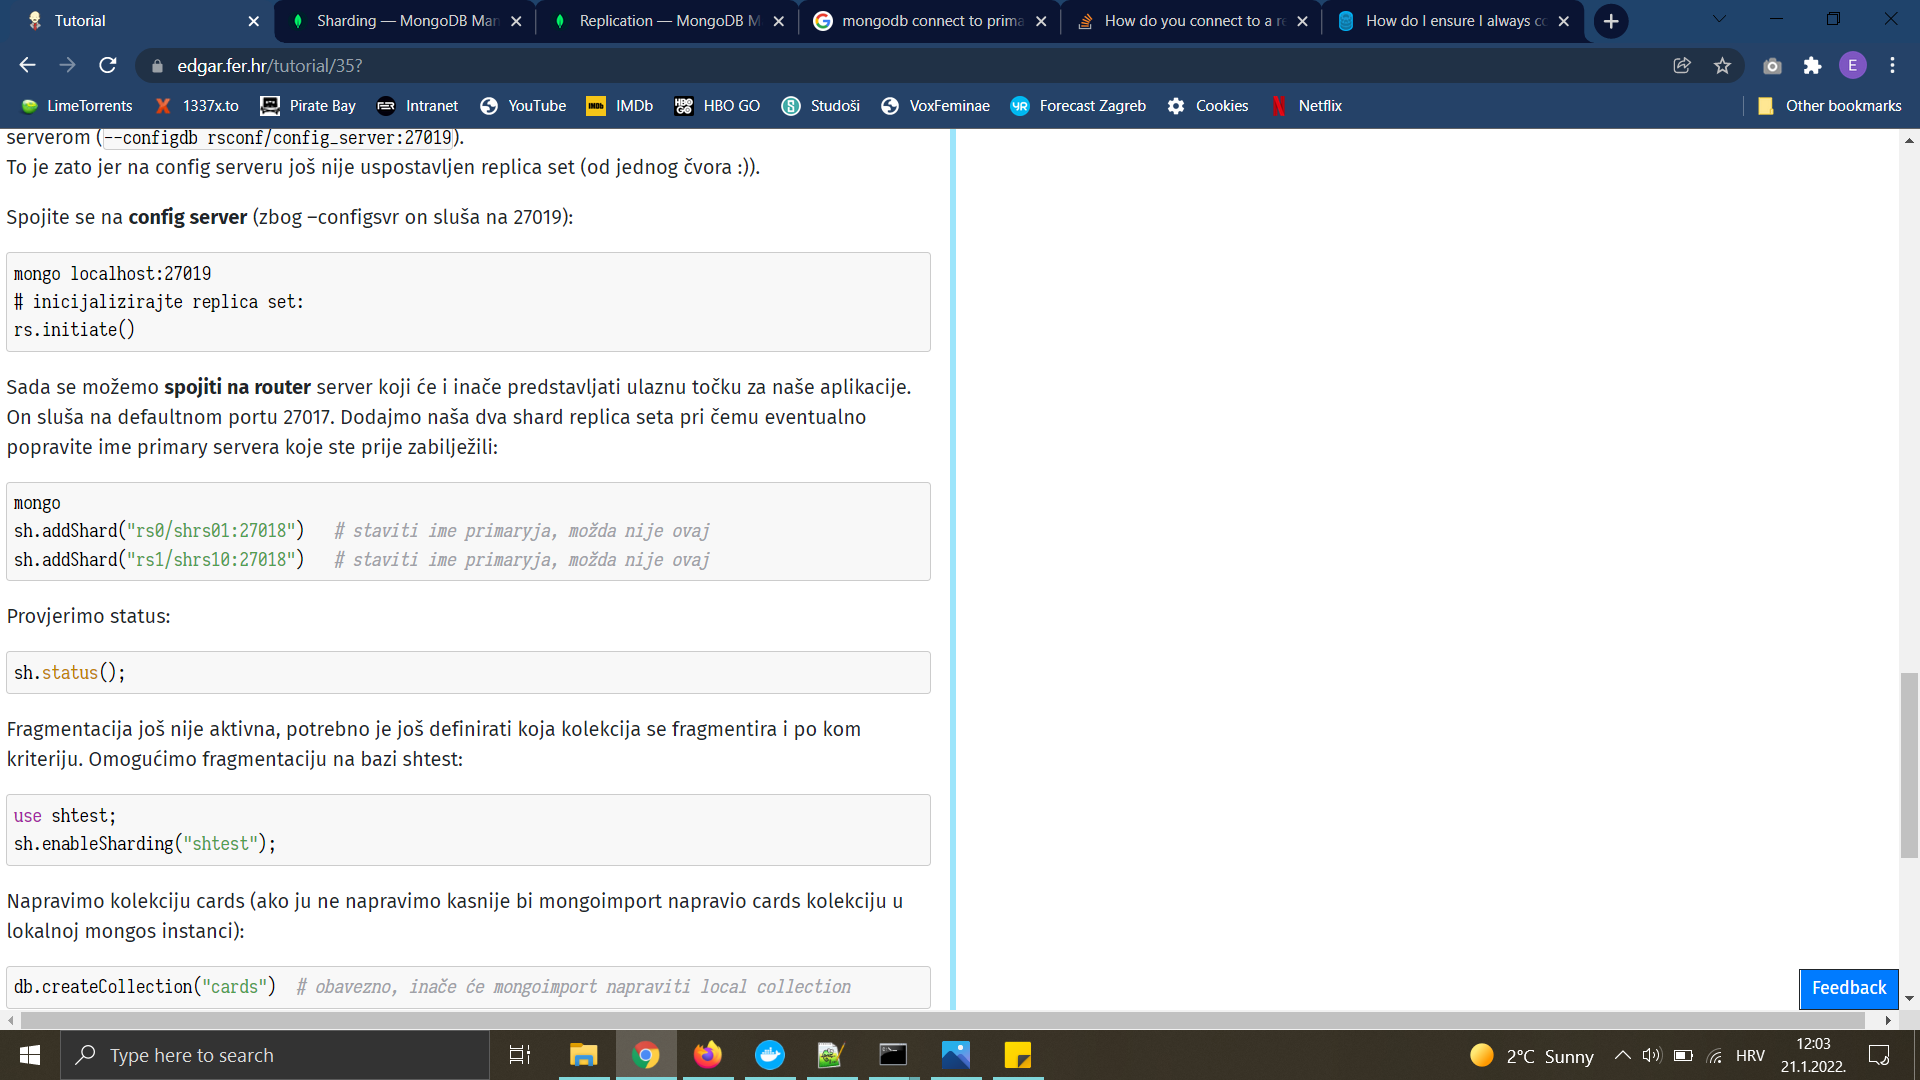 Tutorial
Sharding — MongoDB Man
Replication — MongoDB M
mongodb connect to prima
How do you connect to a re
How do I ensure I always co
edgar.fer.hr/tutorial/35?
E
LimeTorrents
1337x.to
Pirate Bay
Intranet
YouTube
IMDb
HBO GO
Studoši
VoxFeminae
Forecast Zagreb
Cookies
Netflix
Other bookmarks
serverom (--configdb rsconf/config_server:27019).
To je zato jer na config serveru još nije uspostavljen replica set (od jednog čvora :)).
Spojite se na config server (zbog –configsvr on sluša na 27019):
mongo localhost:27019
# inicijalizirajte replica set:
rs.initiate()
Sada se možemo spojiti na router server koji će i inače predstavljati ulaznu točku za naše aplikacije.
On sluša na defaultnom portu 27017. Dodajmo naša dva shard replica seta pri čemu eventualno
popravite ime primary servera koje ste prije zabilježili:
mongo
sh.addShard("rs0/shrs01:27018")   # staviti ime primaryja, možda nije ovaj
sh.addShard("rs1/shrs10:27018")   # staviti ime primaryja, možda nije ovaj
Provjerimo status:
sh.status();
Fragmentacija još nije aktivna, potrebno je još definirati koja kolekcija se fragmentira i po kom
kriteriju. Omogućimo fragmentaciju na bazi shtest:
use shtest;
sh.enableSharding("shtest");
Napravimo kolekciju cards (ako ju ne napravimo kasnije bi mongoimport napravio cards kolekciju u
lokalnoj mongos instanci):
db.createCollection("cards")  # obavezno, inače će mongoimport napraviti local collection
Feedback
Type here to search
2°C Sunny
HRV
12:03
21.1.2022.